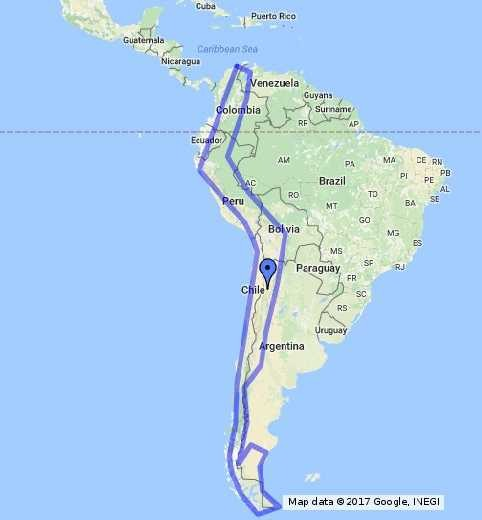 Cuba
Puerto Rico
Guatemala
Caribbean Sea
Nicaragua
Venezuela
Guyana
Colombia
Suriname
RR
AP
Ecuador
AM
PA
MA
CE
RN
PI
PB
PE
AL
AC
TO
SE
RO
Brazil
BA
Peru
MT
GO
Bolivia
MG
MS
ES
SP
RJ
Paraguay
PR
Chile
SC
RS
Uruguay
Argentina
Map data ©2017 Google, INEGI